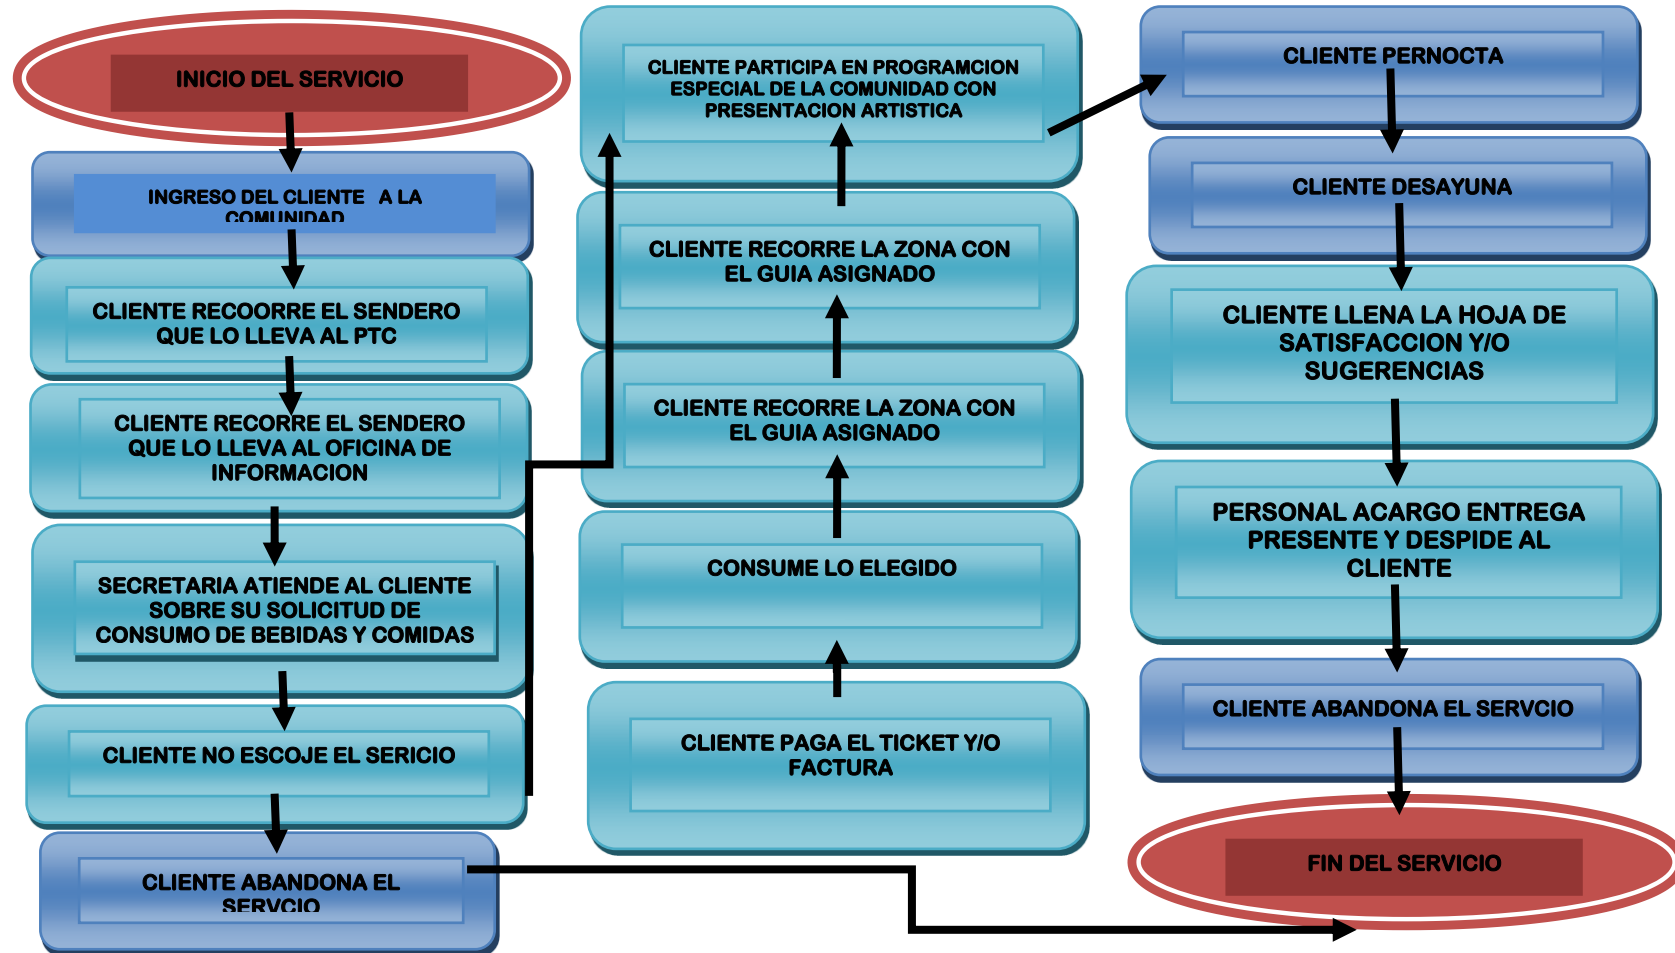 INICIO DEL SERVICIO
INGRESO DEL CLIENTE A LA
COMUNIDAD
CLIENTE RECOORRE EL SENDERO
QUE LO LLEVA AL PTC
CLIENTE RECORRE EL SENDERO
QUE LO LLEVA AL OFICINA DE
INFORMACION
SECRETARIA ATIENDE AL CLIENTE
SOBRE SU SOLICITUD DE
CONSUMO DE BEBIDAS Y COMIDAS
CLIENTE NO ESCOJE EL SERICIO
CLIENTE ABANDONA EL
SERVCIO
CLIENTE PARTICIPA EN PROGRAMCION
ESPECIAL DE LA COMUNIDAD CON
PRESENTACION ARTISTICA
CLIENTE RECORRE LA ZONA CON
EL GUIA ASIGNADO
CLIENTE RECORRE LA ZONA CON
EL GUIA ASIGNADO
CONSUME LO ELEGIDO
CLIENTE PAGA EL TICKET Y/O
FACTURA
CLIENTE PERNOCTA
CLIENTE DESAYUNA
CLIENTE LLENA LA HOJA DE
SATISFACCION Y/O
SUGERENCIAS
PERSONAL ACARGO ENTREGA
PRESENTE Y DESPIDE AL
CLIENTE
CLIENTE ABANDONA EL SERVCIO
FIN DEL SERVICIO